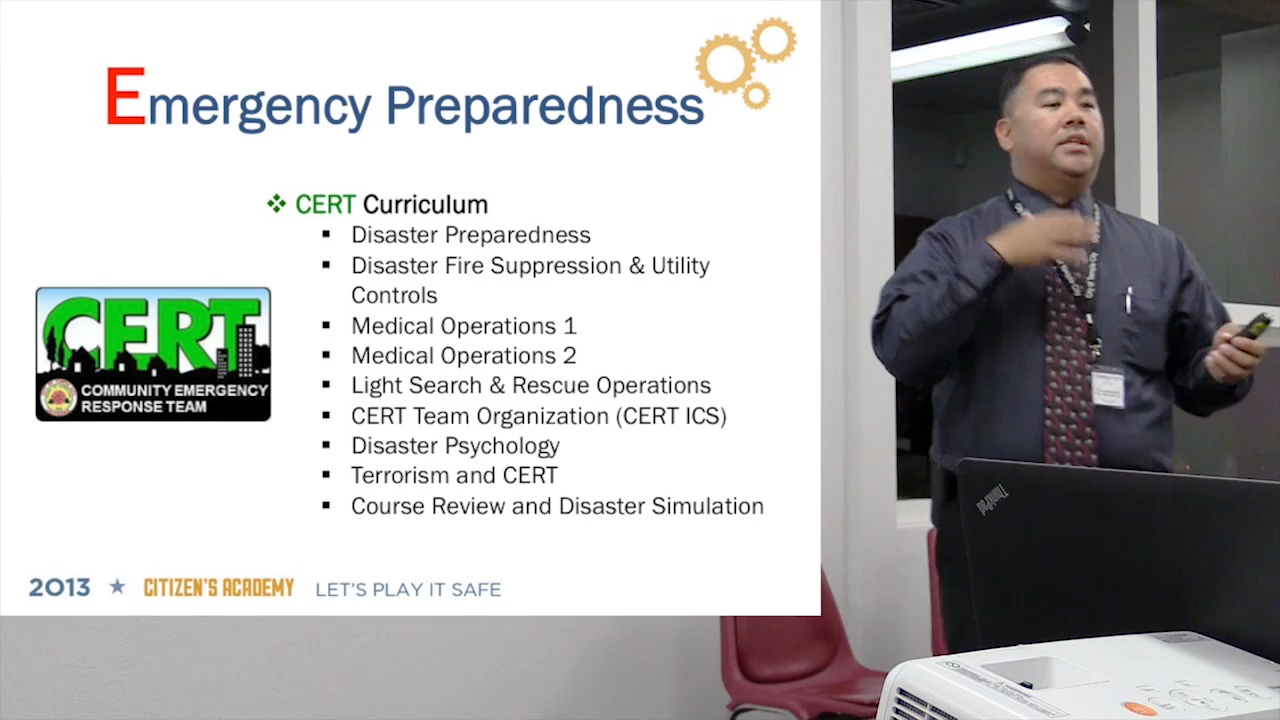 Emergency Preparedness
CERT Curriculum
Disaster Preparedness
Disaster Fire Suppression & Utility
Controls
Medical Operations 1
Medical Operations 2
Light Search & Rescue Operations
CERT Team Organization (CERT ICS)
Disaster Psychology
Terrorism and CERT
Course Review and Disaster Simulation
CERT
COMMUNITY EMERGENCY
RESPONSE TEAM
2013 ★ CITIZEN'S ACADEMY LET'S PLAY IT SAFE
ThinkPad